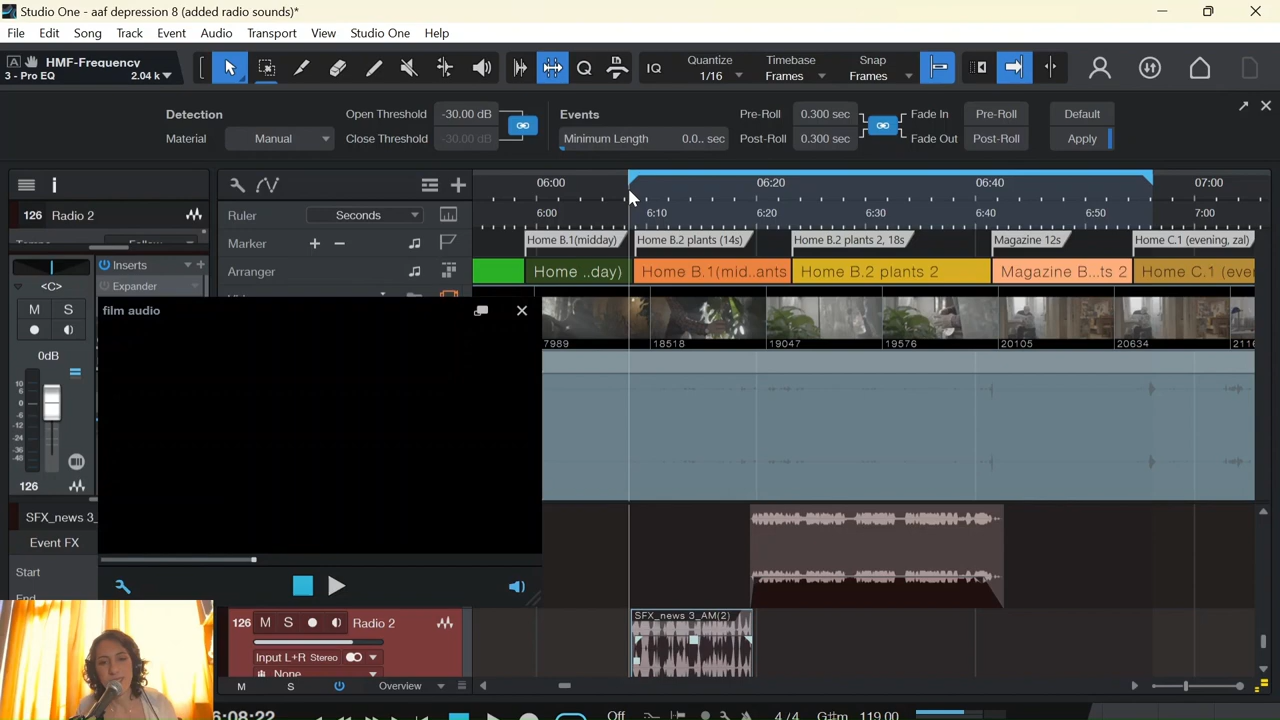 Studio One - aaf depression 8 (added radio sounds)*
File Edit Song Track Event Audio Transport View Studio One Help
A HMF-Frequency
3 - Pro EQ 2.04 k
IQ
Quantize
1/16
Timebase
Frames
Snap
Frames
Detection
Material Manual
Open Threshold -30.00 dB
Close Threshold -30.00 dB
Events
Minimum Length 0.0.. sec
Pre-Roll 0.300 sec
Post-Roll 0.300 sec
Fade In Pre-Roll
Fade Out Post-Roll
Default
Apply
126 Radio 2
Inserts
Expander
<C>
M S
0dB
126
SFX_news 3_
Event FX
Start
End
Ruler Seconds
Marker
Arranger
06:00 06:20 06:40 07:00
6:00 6:10 6:20 6:30 6:40 6:50 7:00
Home B.1(midday) Home B.2 plants (14s) Home B.2 plants 2, 18s Magazine 12s Home C.1 (evening, zal)
Home ..day) Home B.1(mid..ants Home B.2 plants 2 Magazine B...ts 2 Home C.1 (ever
film audio
7989 18518 19047 19576 20105 20634 2116
SFX_news 3_AM(2)
126 M S Radio 2
Input L+R Stereo
None
M S Overview
6:08:22 Off 4/4 G#m 119.00